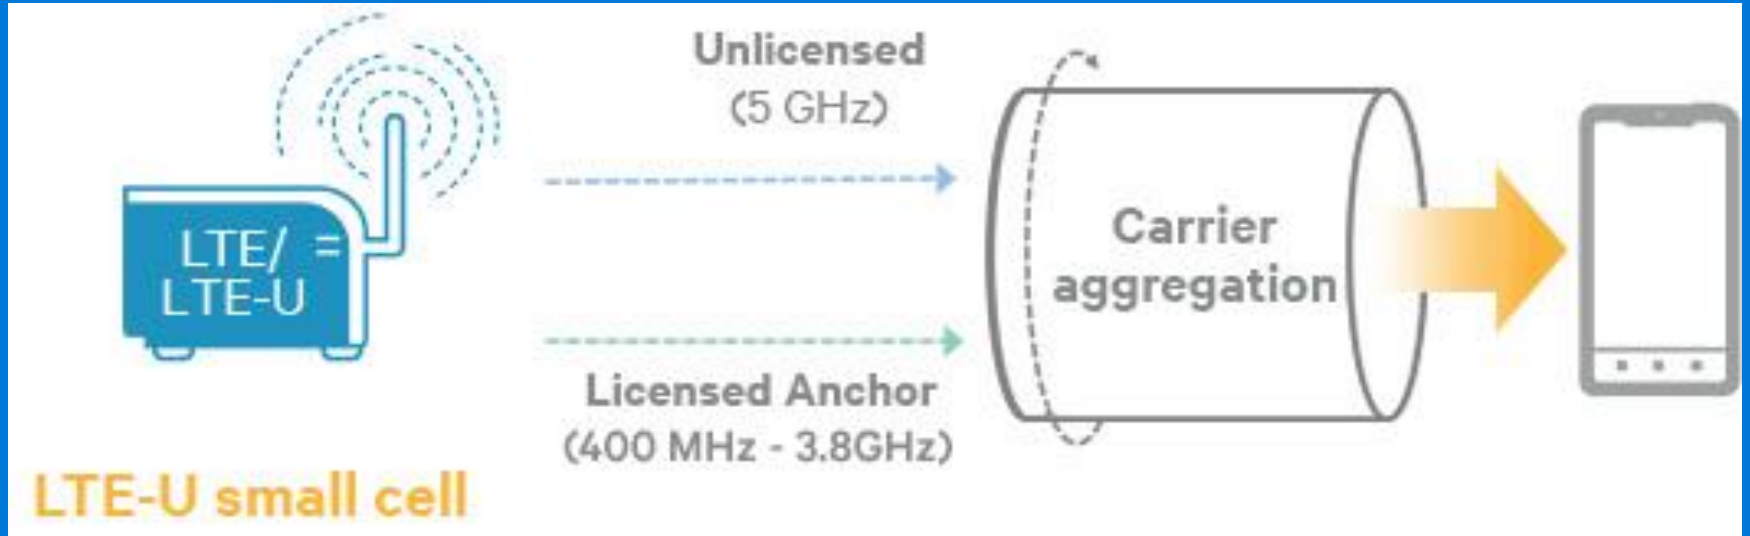 Unlicensed
(5 GHz)
LTE/ =
LTE-U
Carrier
aggregation
Licensed Anchor
(400 MHz - 3.8GHz)
LTE-U small cell